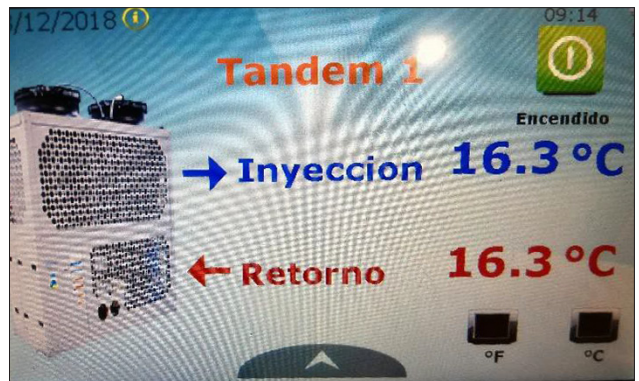 /12/2018
09:14
Tandem 1
Encendido
Inyeccion 16.3 °C
Retorno 16.3 °C
°F °C